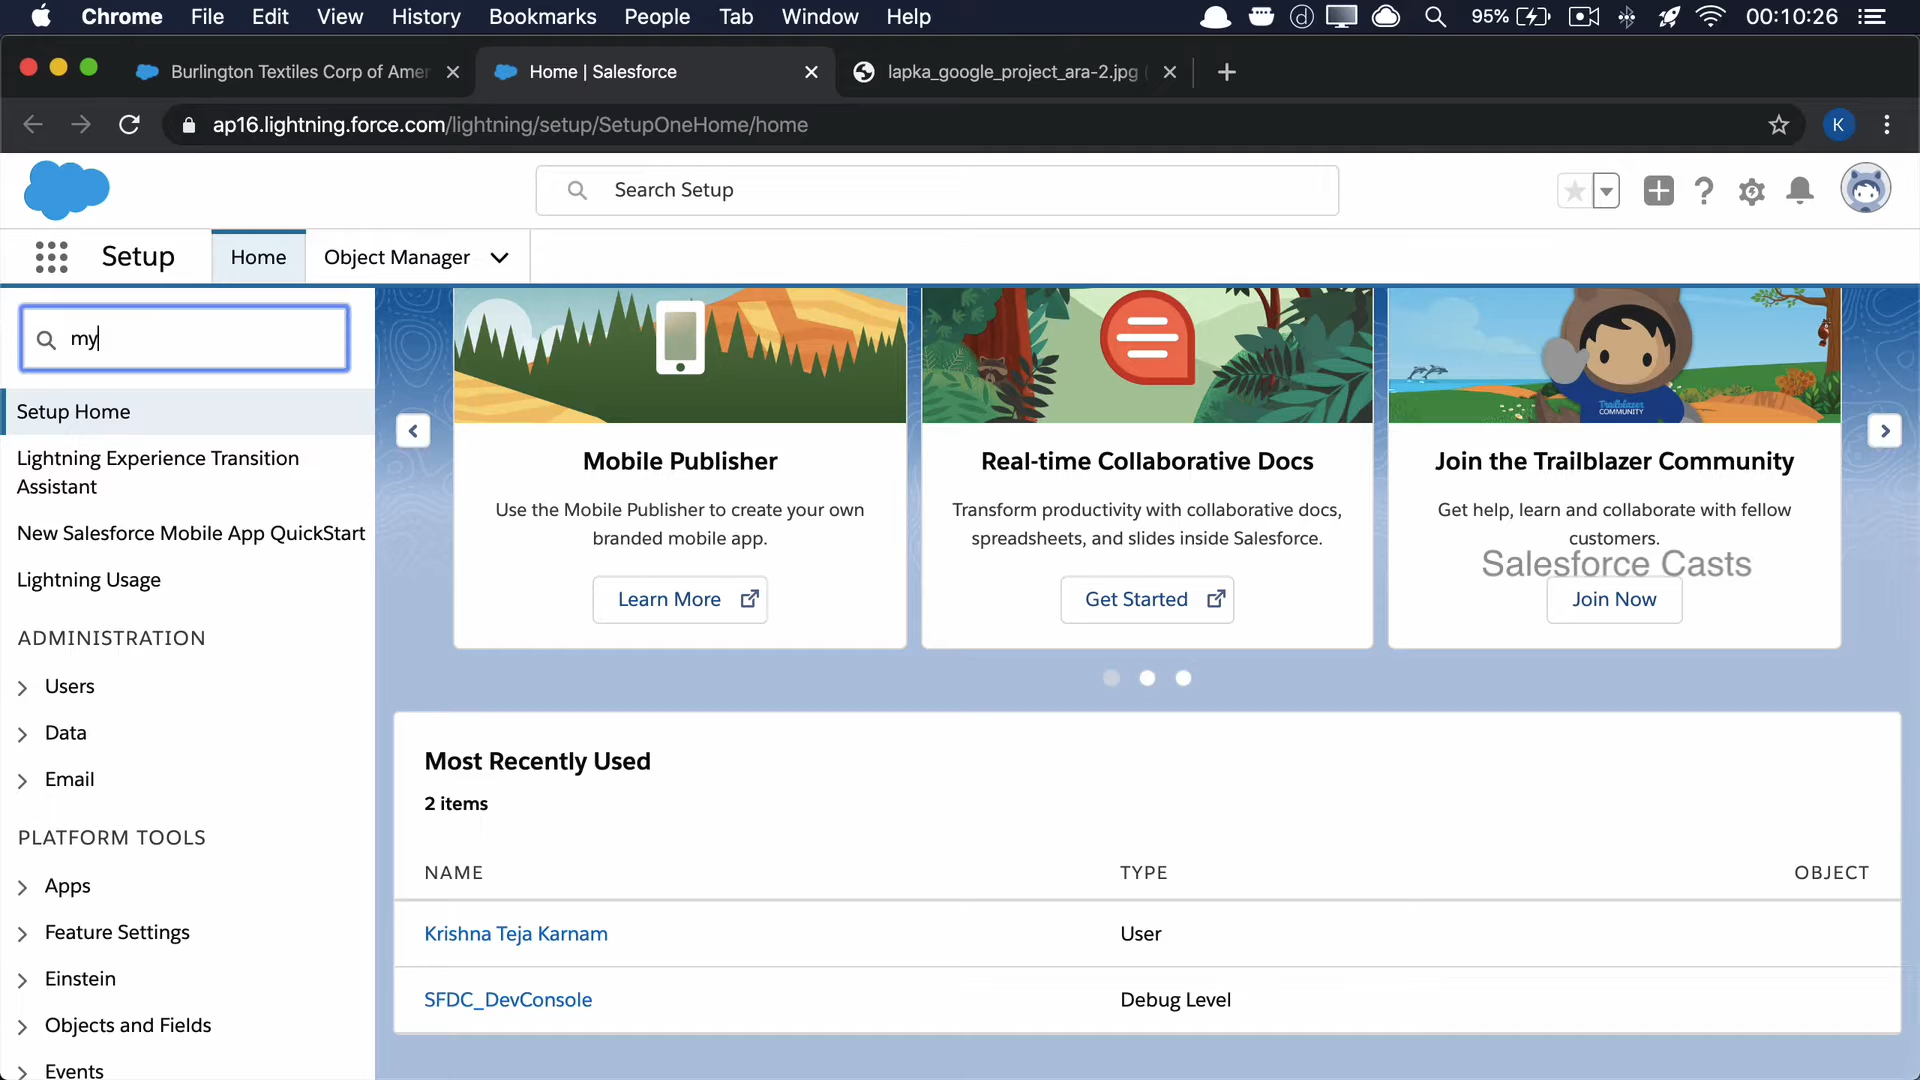 Chrome File Edit View History Bookmarks People Tab Window Help 95% 00:10:26
Burlington Textiles Corp of Amer Home | Salesforce lapka_google_project_ara-2.jpg (
ap16.lightning.force.com/lightning/setup/SetupOneHome/home K
Search Setup
Setup Home Object Manager
my
Setup Home
Lightning Experience Transition
Assistant
New Salesforce Mobile App QuickStart
Lightning Usage
ADMINISTRATION
Users
Data
Email
PLATFORM TOOLS
Apps
Feature Settings
Einstein
Objects and Fields
Events
Mobile Publisher
Use the Mobile Publisher to create your own
branded mobile app.
Learn More
Real-time Collaborative Docs
Transform productivity with collaborative docs,
spreadsheets, and slides inside Salesforce.
Get Started
Trailblazer
COMMUNITY
Join the Trailblazer Community
Get help, learn and collaborate with fellow
customers.
Salesforce Casts
Join Now
Most Recently Used
2 items
NAME TYPE OBJECT
Krishna Teja Karnam User
SFDC_DevConsole Debug Level